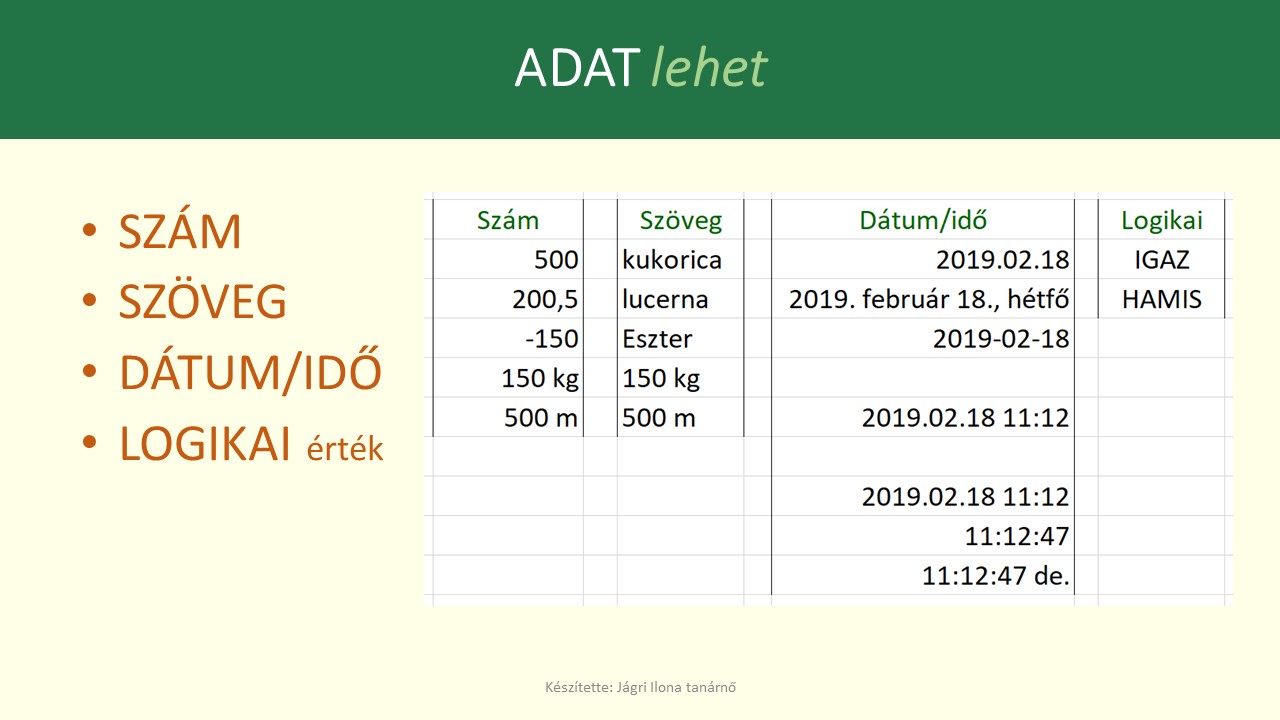 ADAT lehet
• SZÁM
• SZÖVEG
• DÁTUM/IDŐ
• LOGIKAI érték
Szám Szöveg Dátum/idő Logikai
500 kukorica 2019.02.18 IGAZ
200,5 lucerna 2019. február 18., hétfő HAMIS
-150 Eszter 2019-02-18
150 kg 150 kg
500 m 500 m 2019.02.18 11:12
2019.02.18 11:12
11:12:47
11:12:47 de.
Készítette: Jágri Ilona tanárnő